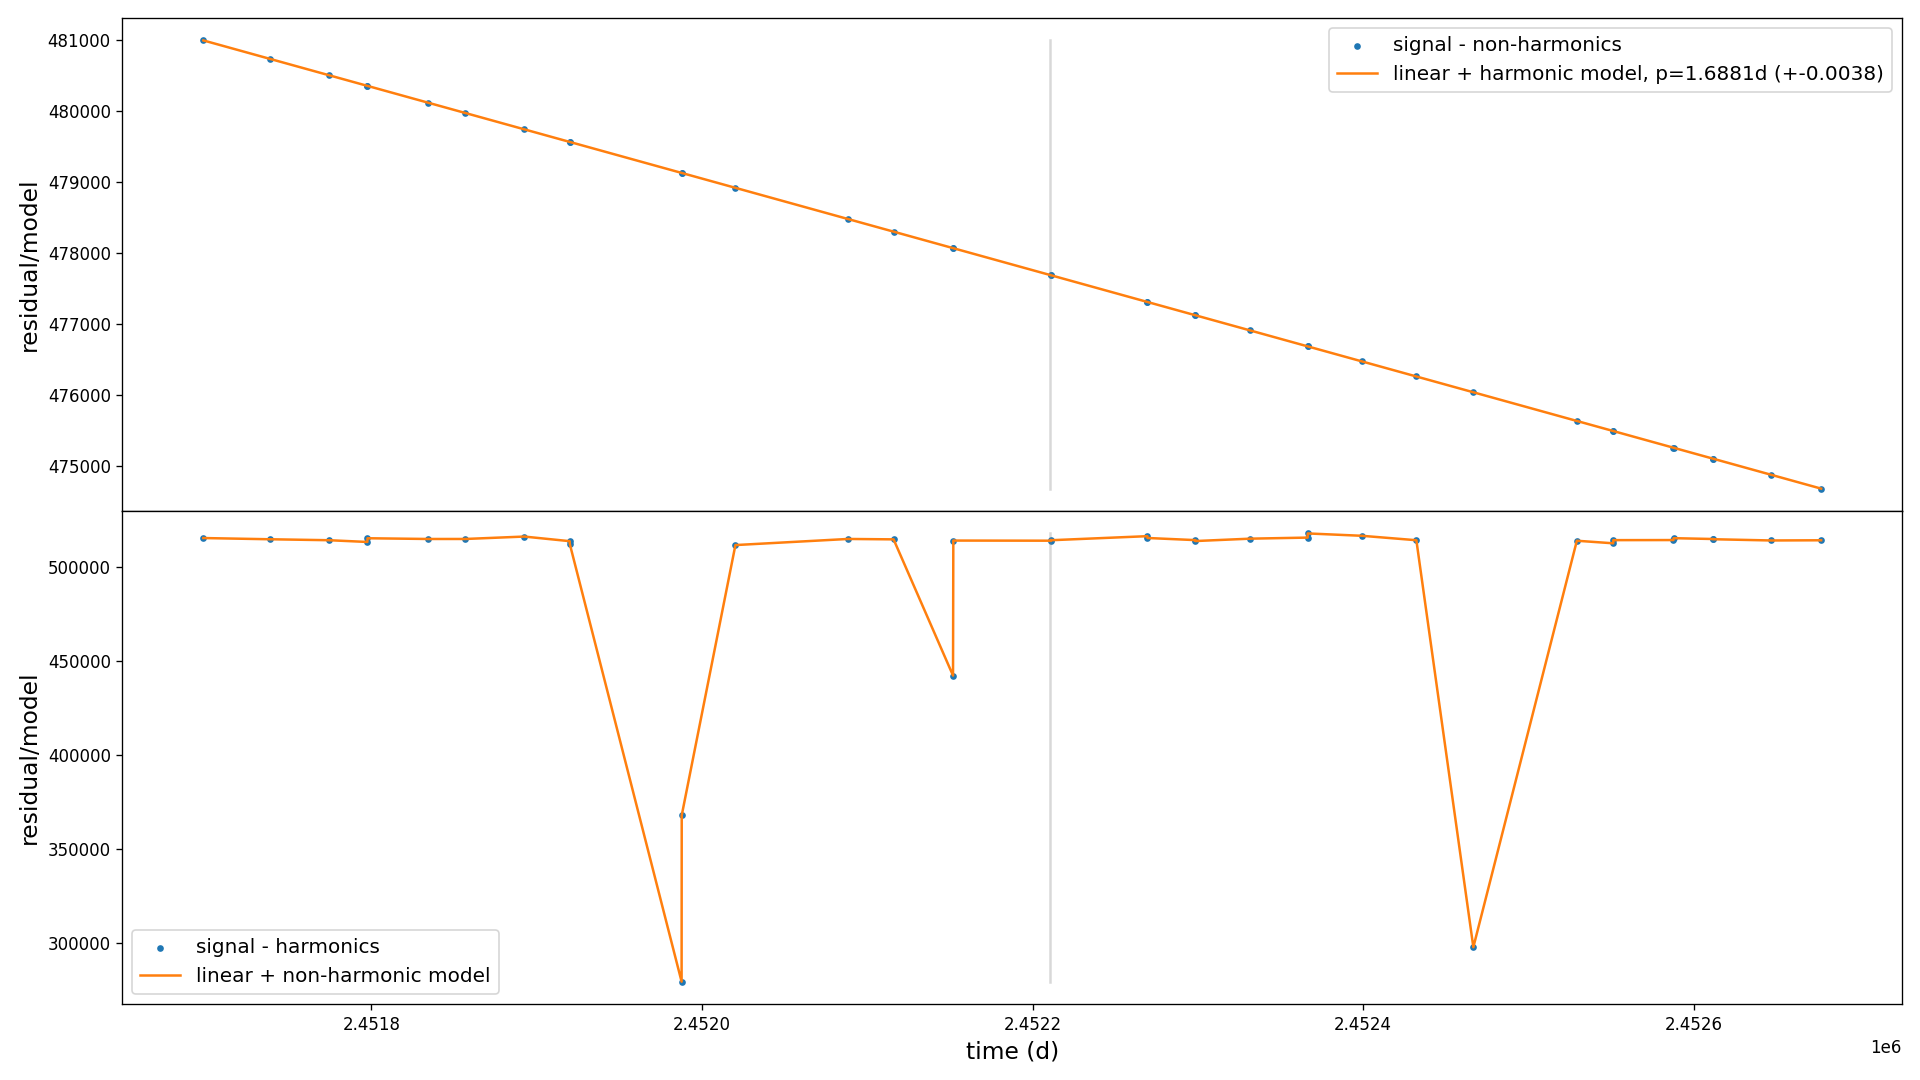 signal - non-harmonics
linear + harmonic model, p=1.6881d (+-0.0038)
residual/model
481000
480000
479000
478000
477000
476000
475000
residual/model
500000
450000
400000
350000
300000
signal - harmonics
linear + non-harmonic model
2.4518
2.4520
2.4522
2.4524
2.4526
time (d)
1e6